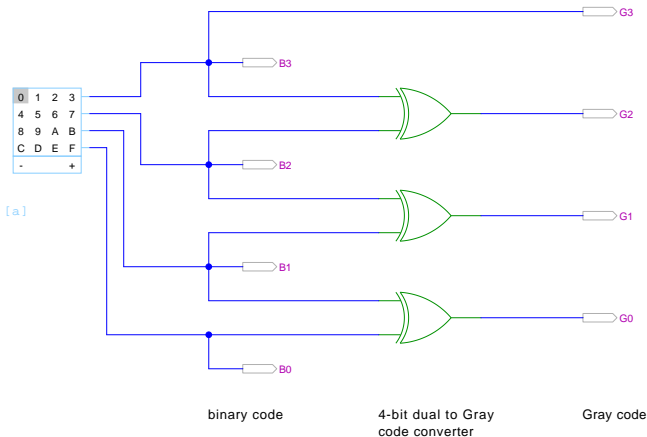 G3
B3
0 1 2 3
4 5 6 7
8 9 A B
C D E F
- +
G2
B2
[a]
G1
B1
G0
B0
binary code
4-bit dual to Gray
code converter
Gray code